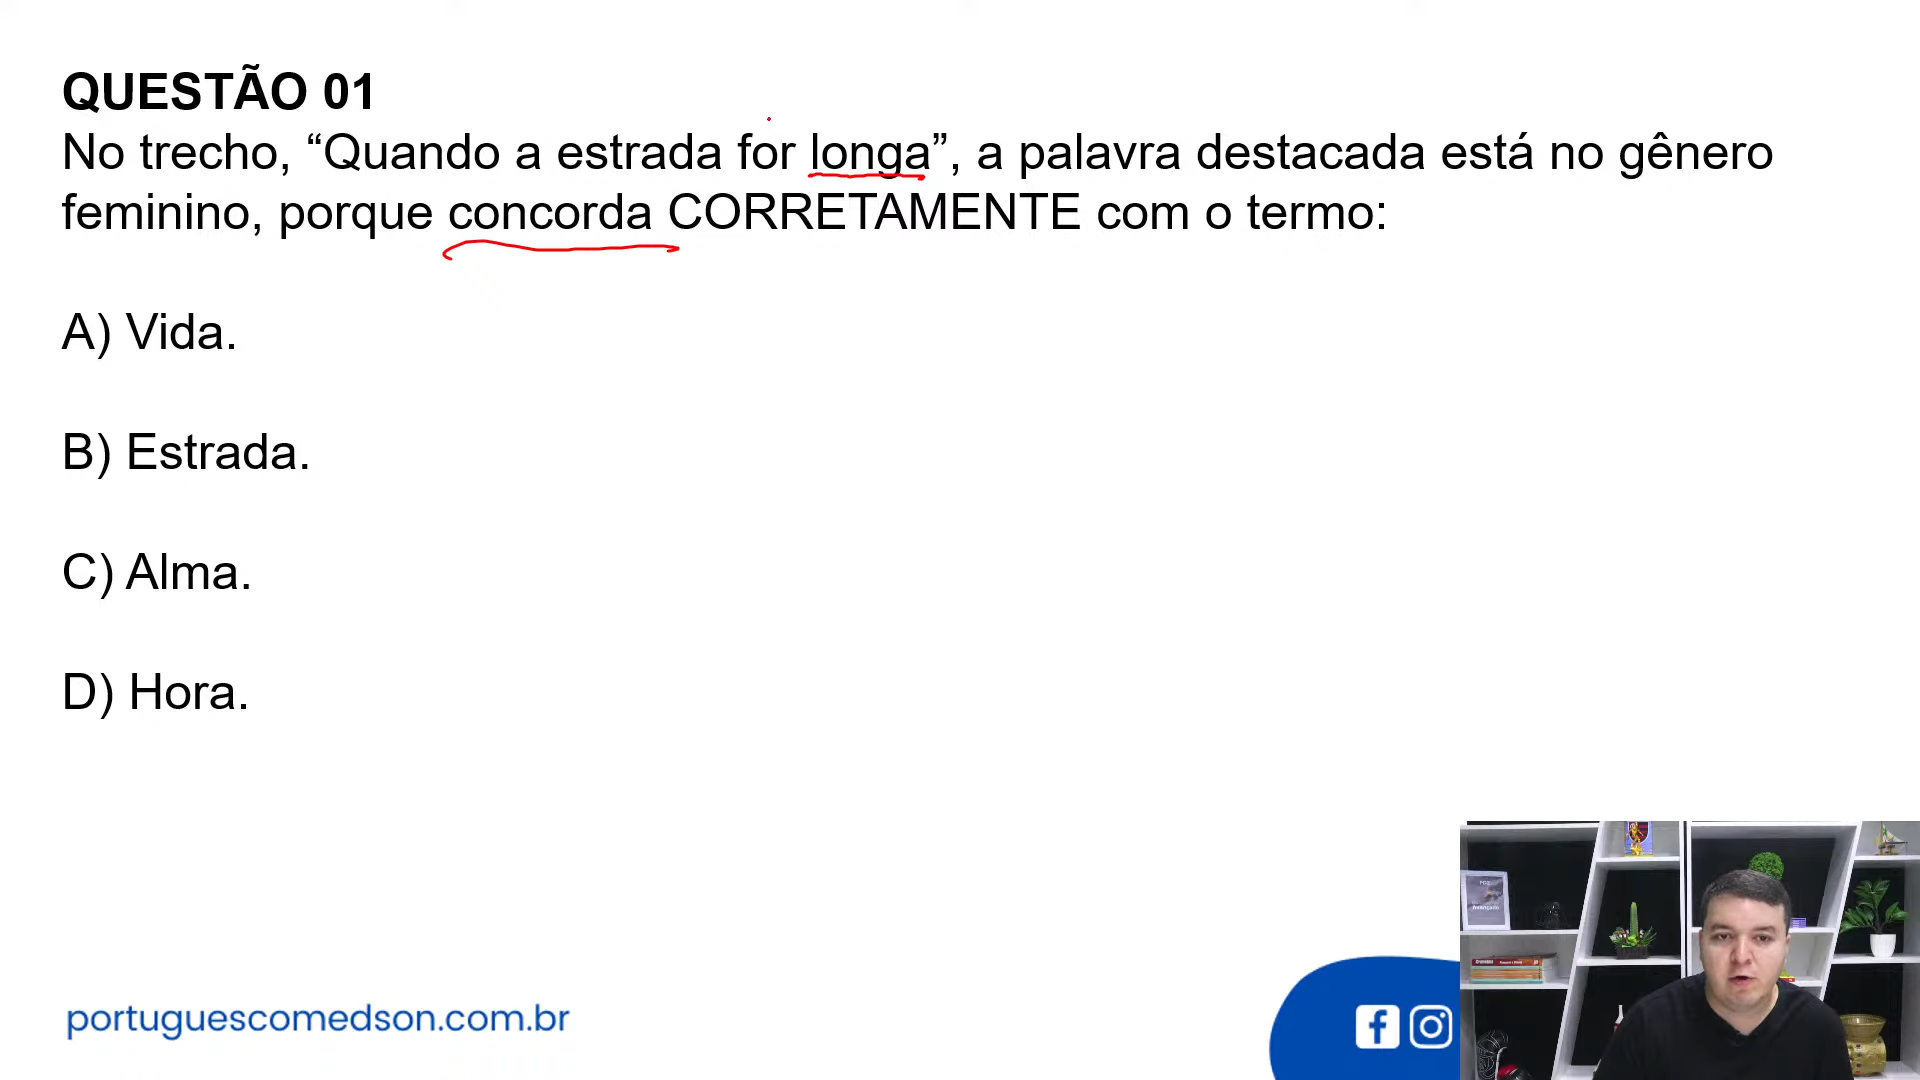 QUESTÃO 01
No trecho, “Quando a estrada for longa”, a palavra destacada está no gênero
feminino, porque concorda CORRETAMENTE com o termo:
A) Vida.
B) Estrada.
C) Alma.
D) Hora.
portuguescomedson.com.br